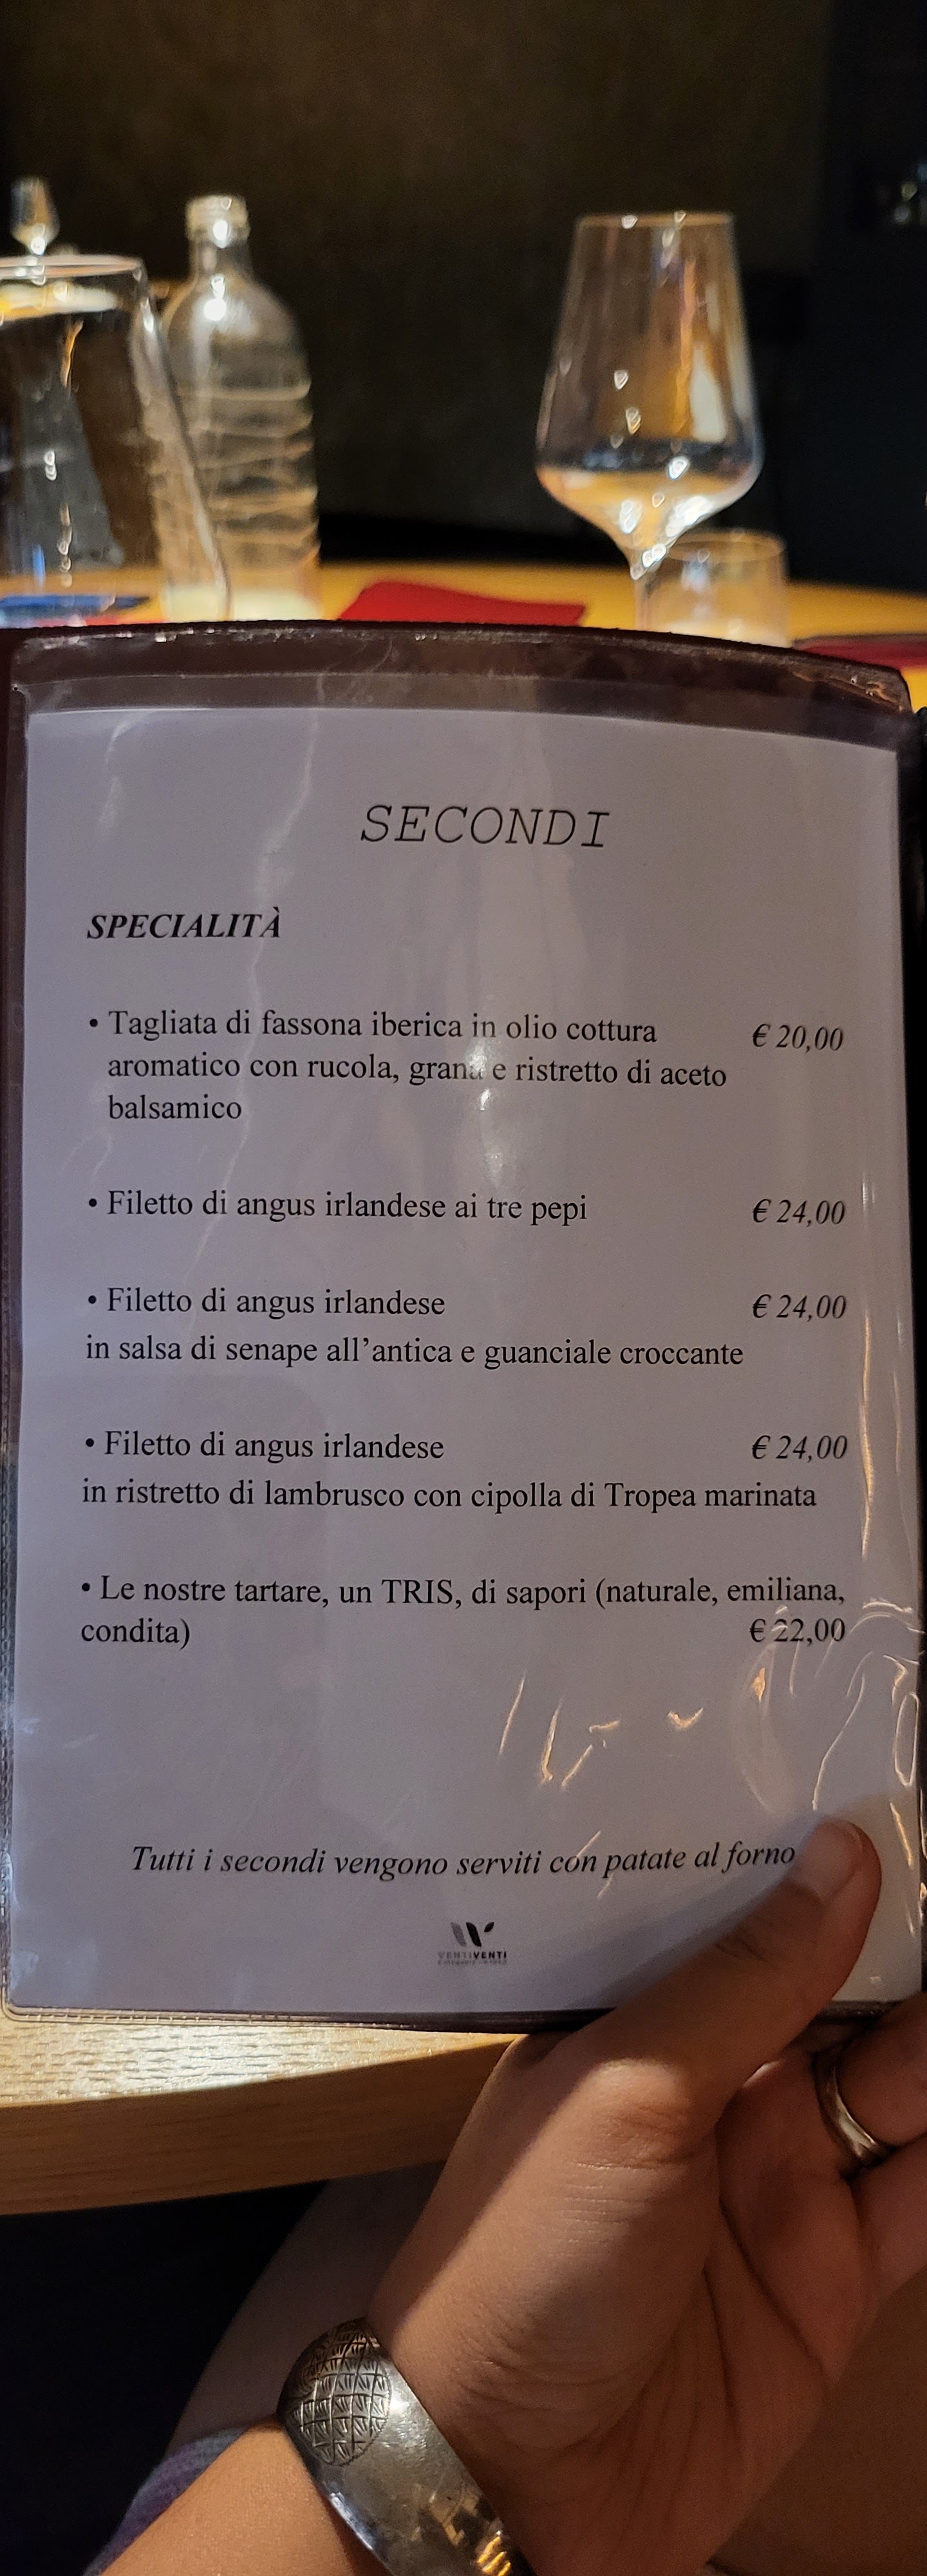 SECONDI
SPECIALITÀ
• Tagliata di fassona iberica in olio cottura € 20,00
aromatico con rucola, grana e ristretto di aceto
balsamico
• Filetto di angus irlandese ai tre pepi € 24,00
• Filetto di angus irlandese € 24,00
in salsa di senape all’antica e guanciale croccante
• Filetto di angus irlandese € 24,00
in ristretto di lambrusco con cipolla di Tropea marinata
• Le nostre tartare, un TRIS, di sapori (naturale, emiliana,
condita) € 22,00
Tutti i secondi vengono serviti con patate al forno
VENTIVENTI